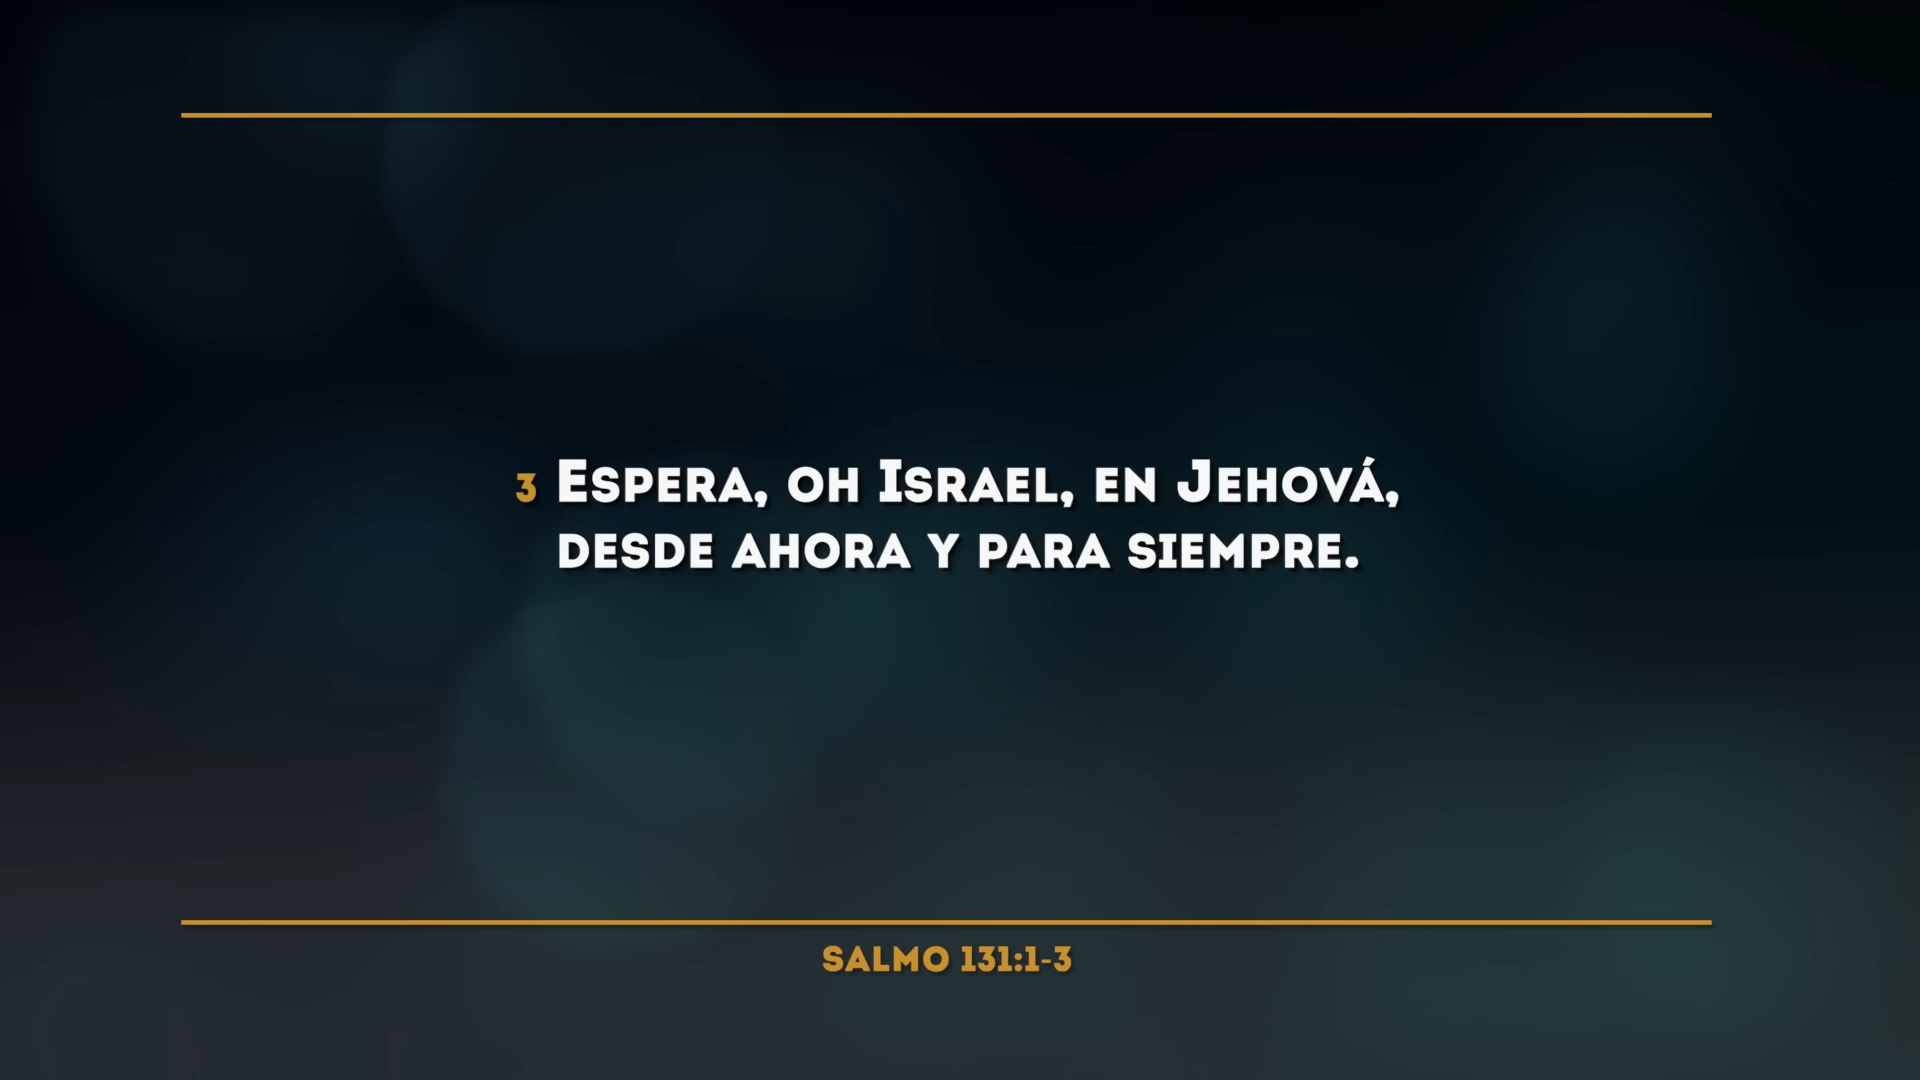 3 Espera, oh Israel, en Jehová,
desde ahora y para siempre.
SALMO 131:1-3